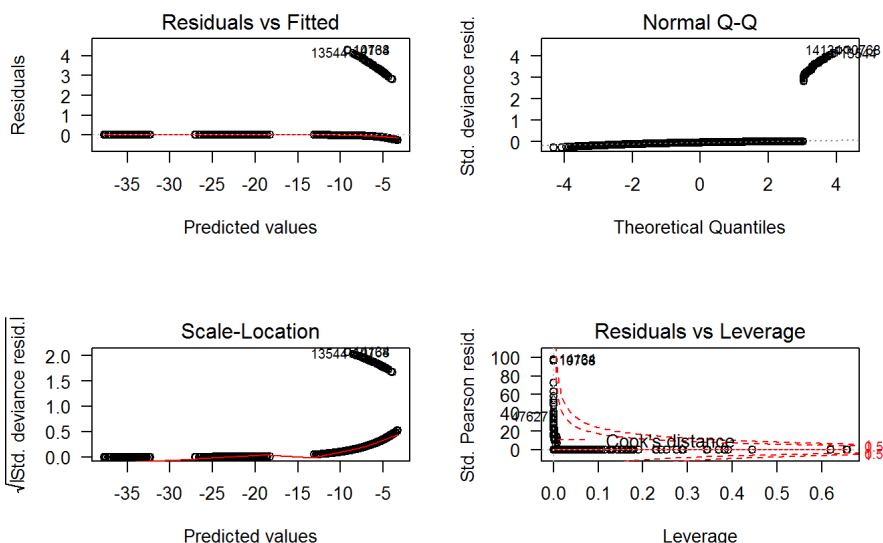 Residuals vs Fitted
Residuals
4
3
2
1
0
13544
-35 -30 -25 -20 -15 -10 -5
Predicted values
Normal Q-Q
Std. deviance resid.
4
3
2
1
0
-4 -2 0 2 4
Theoretical Quantiles
Scale-Location
√|Std. deviance resid.|
2.0
1.5
1.0
0.5
0.0
13544
-35 -30 -25 -20 -15 -10 -5
Predicted values
Residuals vs Leverage
Std. Pearson resid.
100
80
60
40
20
0
47627
Cook's distance
0.0 0.1 0.2 0.3 0.4 0.5 0.6
Leverage